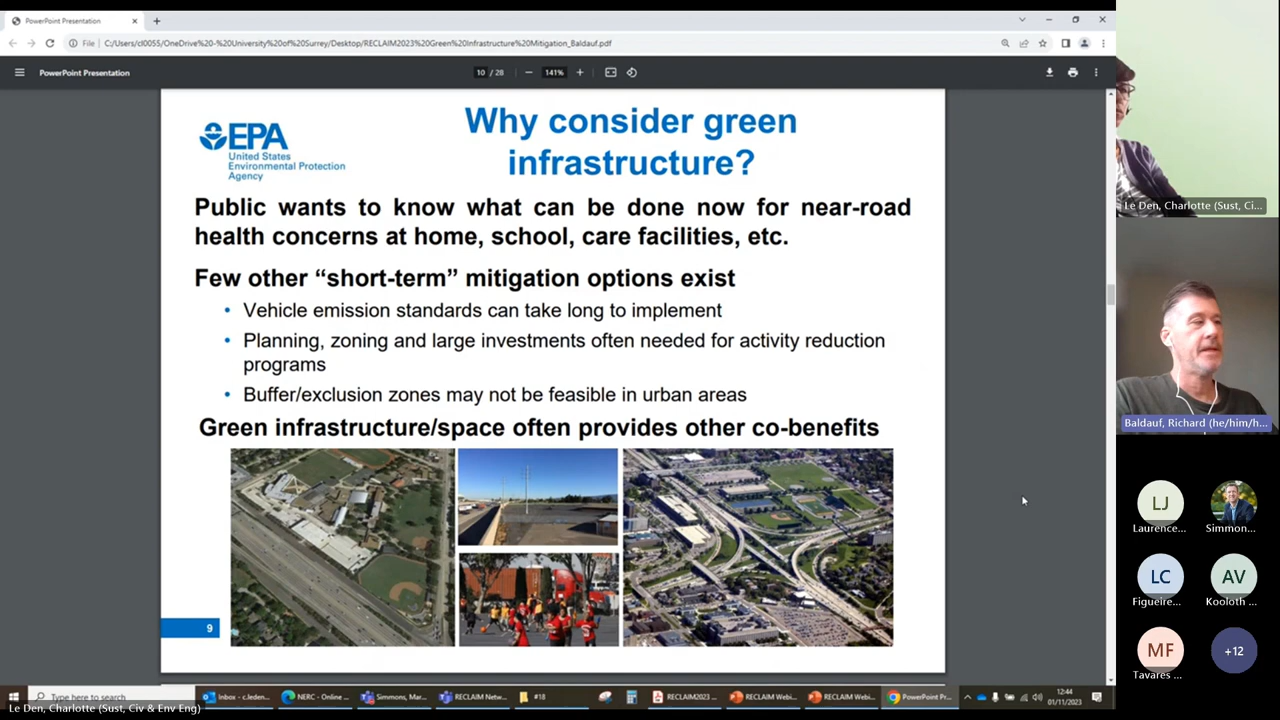 PowerPoint Presentation
File
C:/Users/cl0055/OneDrive%20-%20University%20of%20Surrey/Desktop/RECLAIM2023%20Green%20Infrastructure%20Mitigation_Baldauf.pdf
PowerPoint Presentation
10 / 28
141%
EPA
United States
Environmental Protection
Agency
Why consider green
infrastructure?
Public wants to know what can be done now for near-road
health concerns at home, school, care facilities, etc.
Few other “short-term” mitigation options exist
• Vehicle emission standards can take long to implement
• Planning, zoning and large investments often needed for activity reduction
programs
• Buffer/exclusion zones may not be feasible in urban areas
Green infrastructure/space often provides other co-benefits
9
Le Den, Charlotte (Sust, Ci...
Baldauf, Richard (he/him/h...
LJ
Laurence...
Simmon...
LC
Figueire...
AV
Kooloth ...
MF
Tavares ...
+12
Type here to search
Inbox - c.leden...
NERC - Online ...
Simmons, Mar...
RECLAIM Netw...
#18
RECLAIM2023 ...
RECLAIM Webi...
RECLAIM Webi...
PowerPoint Pr...
12:44
01/11/2023
Le Den, Charlotte (Sust, Civ & Env Eng)